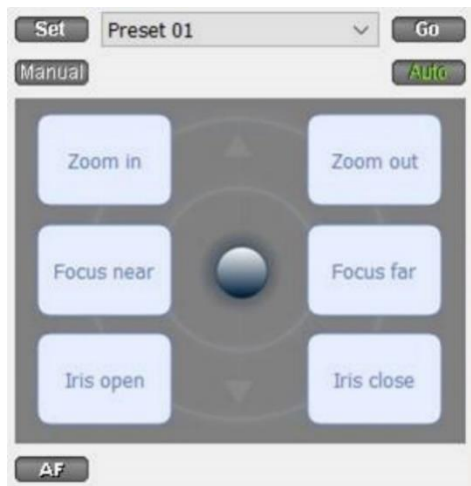 Set Preset 01 Go
Manual Auto
Zoom in Zoom out
Focus near Focus far
Iris open Iris close
AF